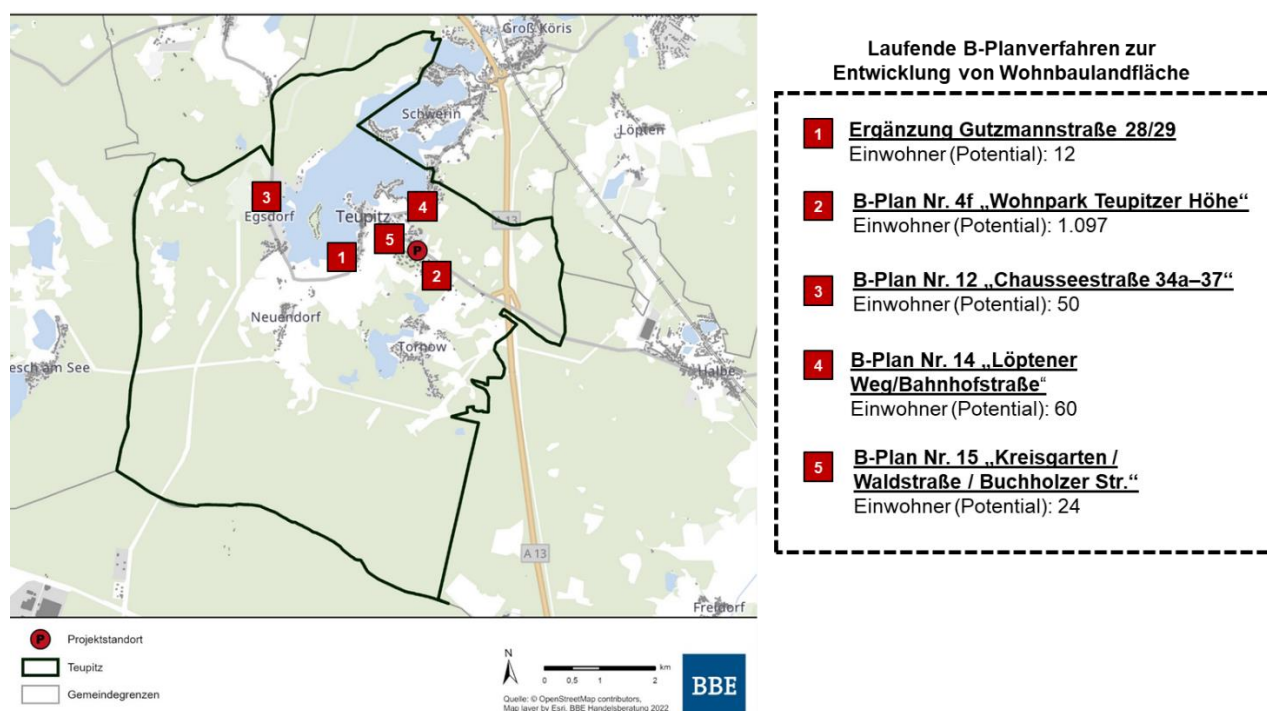 Groß Köris
Schwerin
Löpten
3
Egsdorf
Teupitz
4
A 13
5
P
1
2
Neuendorf
Tornow
esch am See
Halbe
A 13
Freidorf
P Projektstandort
Teupitz
Gemeindegrenzen
N
km
0 0,5 1 2
Quelle: © OpenStreetMap contributors,
Map layer by Esri, BBE Handelsberatung 2022
BBE
Laufende B-Planverfahren zur
Entwicklung von Wohnbaulandfläche
1 Ergänzung Gutzmannstraße 28/29
Einwohner (Potential): 12
2 B-Plan Nr. 4f „Wohnpark Teupitzer Höhe“
Einwohner (Potential): 1.097
3 B-Plan Nr. 12 „Chausseestraße 34a–37“
Einwohner (Potential): 50
4 B-Plan Nr. 14 „Löptener
Weg/Bahnhofstraße“
Einwohner (Potential): 60
5 B-Plan Nr. 15 „Kreisgarten /
Waldstraße / Buchholzer Str.“
Einwohner (Potential): 24